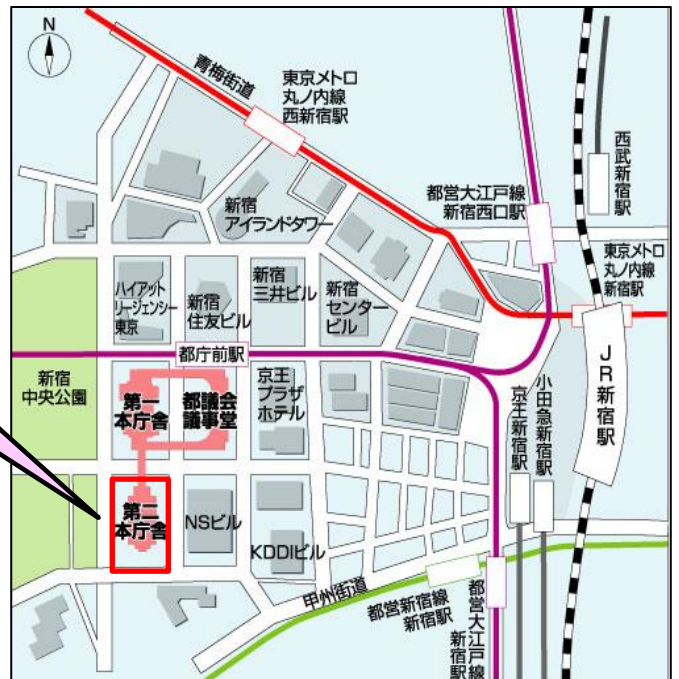 N
青梅街道
東京メトロ
丸ノ内線
西新宿駅
西武新宿駅
都営大江戸線
新宿西口駅
新宿
アイランドタワー
東京メトロ
丸ノ内線
新宿駅
ハイアット
リージェンシー
東京
新宿
住友ビル
新宿
三井ビル
新宿
センター
ビル
都庁前駅
JR新宿駅
新宿
中央公園
第一
本庁舎
都議会
議事堂
京王
プラザ
ホテル
小田急新宿駅
京王新宿駅
第二
本庁舎
NSビル
KDDIビル
甲州街道
都営新宿線
新宿駅
都営大江戸線
新宿駅